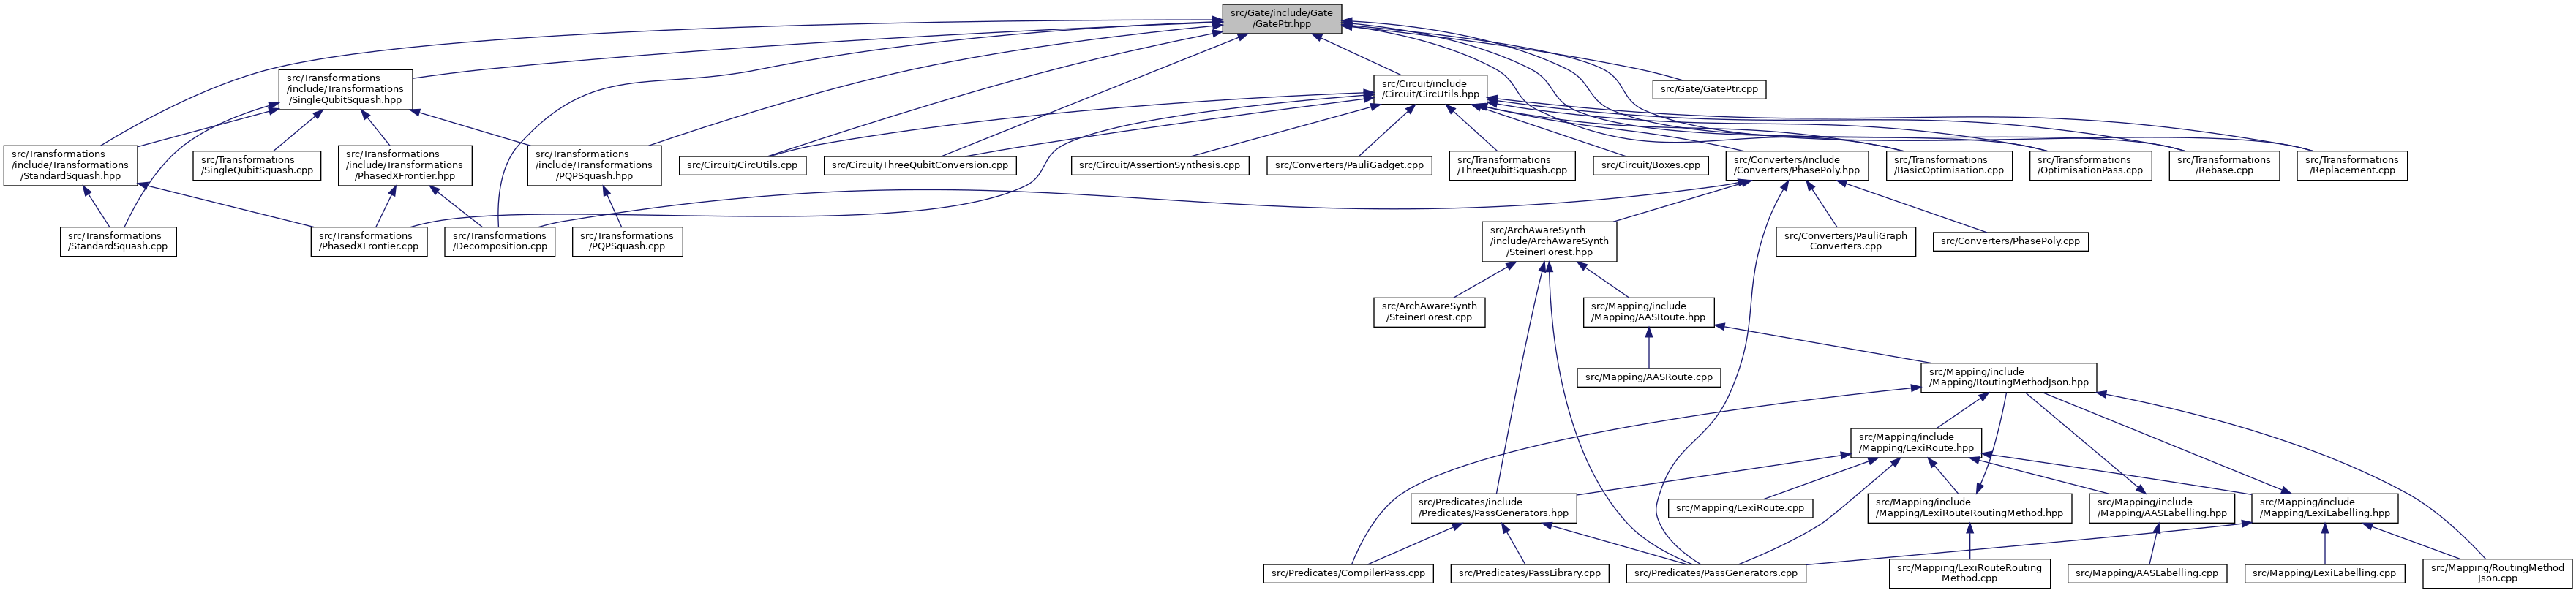 src/Gate/include/Gate
/GatePtr.hpp
src/Transformations
/include/Transformations
/SingleQubitSquash.hpp
src/Circuit/include
/Circuit/CircUtils.hpp
src/Gate/GatePtr.cpp
src/Transformations
/include/Transformations
/StandardSquash.hpp
src/Transformations
/SingleQubitSquash.cpp
src/Transformations
/include/Transformations
/PhasedXFrontier.hpp
src/Transformations
/include/Transformations
/PQPSquash.hpp
src/Circuit/CircUtils.cpp
src/Circuit/ThreeQubitConversion.cpp
src/Circuit/AssertionSynthesis.cpp
src/Converters/PauliGadget.cpp
src/Transformations
/ThreeQubitSquash.cpp
src/Circuit/Boxes.cpp
src/Converters/include
/Converters/PhasePoly.hpp
src/Transformations
/BasicOptimisation.cpp
src/Transformations
/OptimisationPass.cpp
src/Transformations
/Rebase.cpp
src/Transformations
/Replacement.cpp
src/Transformations
/StandardSquash.cpp
src/Transformations
/PhasedXFrontier.cpp
src/Transformations
/Decomposition.cpp
src/Transformations
/PQPSquash.cpp
src/ArchAwareSynth
/include/ArchAwareSynth
/SteinerForest.hpp
src/Converters/PauliGraph
Converters.cpp
src/Converters/PhasePoly.cpp
src/ArchAwareSynth
/SteinerForest.cpp
src/Mapping/include
/Mapping/AASRoute.hpp
src/Mapping/AASRoute.cpp
src/Mapping/include
/Mapping/RoutingMethodJson.hpp
src/Mapping/include
/Mapping/LexiRoute.hpp
src/Predicates/include
/Predicates/PassGenerators.hpp
src/Mapping/LexiRoute.cpp
src/Mapping/include
/Mapping/LexiRouteRoutingMethod.hpp
src/Mapping/include
/Mapping/AASLabelling.hpp
src/Mapping/include
/Mapping/LexiLabelling.hpp
src/Predicates/CompilerPass.cpp
src/Predicates/PassLibrary.cpp
src/Predicates/PassGenerators.cpp
src/Mapping/LexiRouteRouting
Method.cpp
src/Mapping/AASLabelling.cpp
src/Mapping/LexiLabelling.cpp
src/Mapping/RoutingMethod
Json.cpp